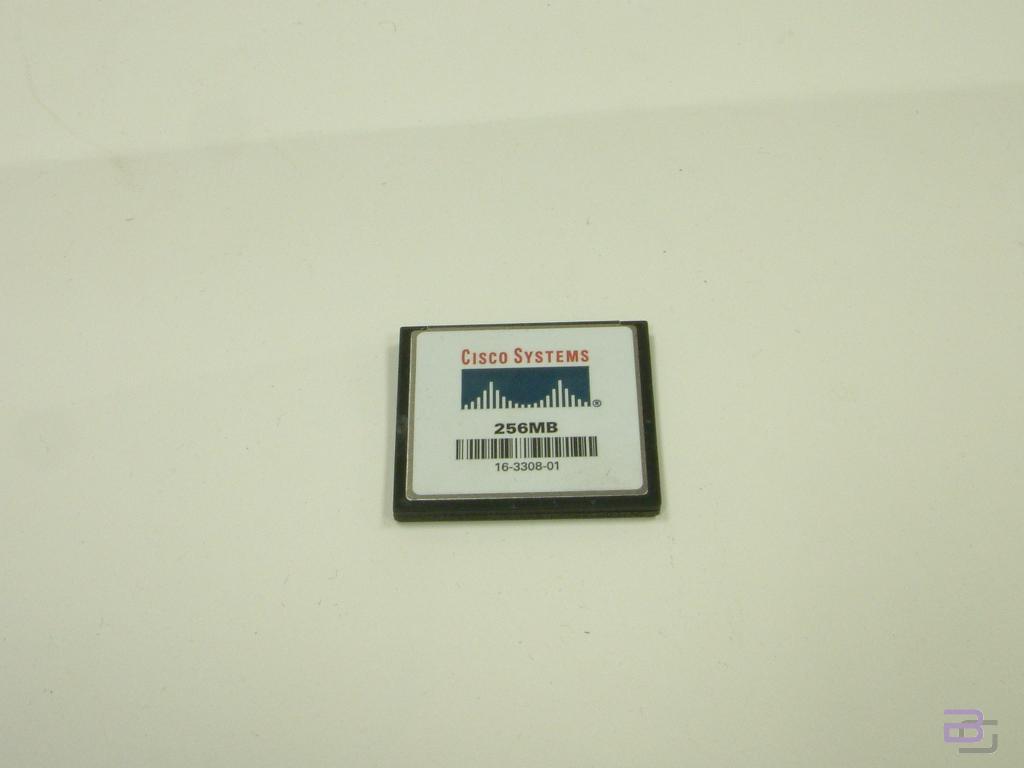 CISCO SYSTEMS
®
256MB
16-3308-01